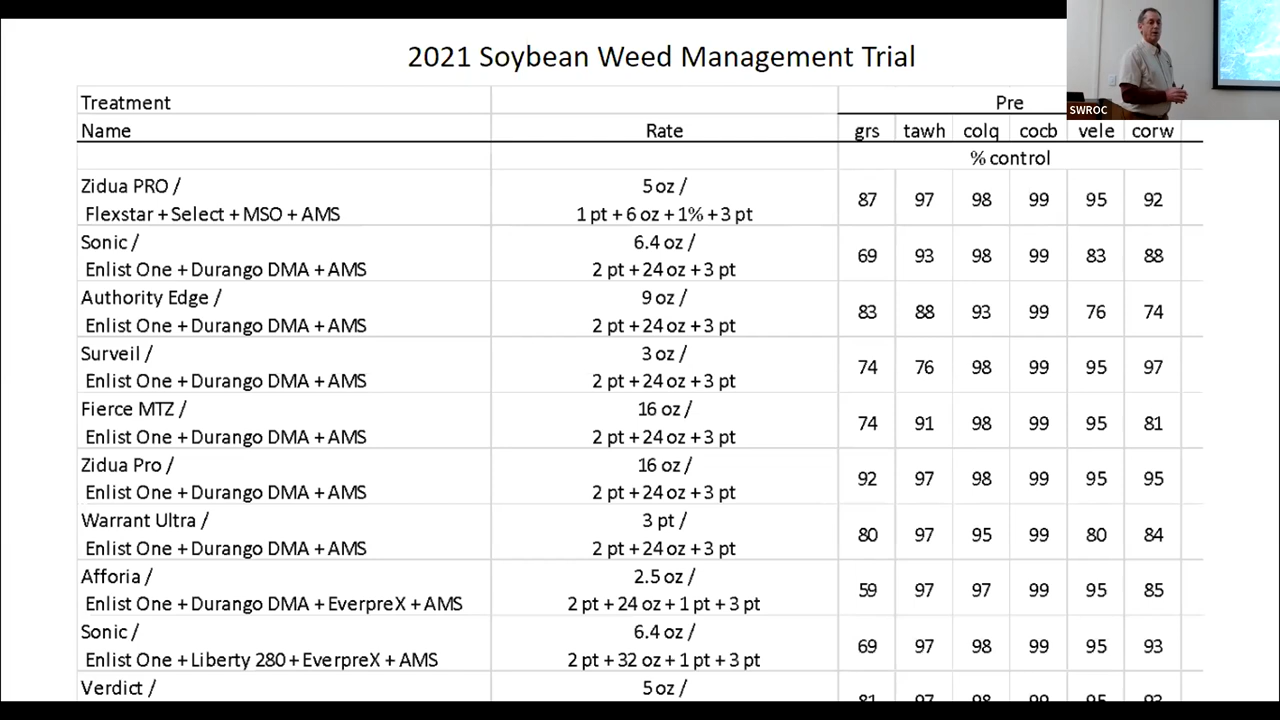 2021 Soybean Weed Management Trial
SWROC
Treatment Pre
Name Rate grs tawh colq cocb vele corw
% control
Zidua PRO / 5 oz /
Flexstar + Select + MSO + AMS 1 pt + 6 oz + 1% + 3 pt 87 97 98 99 95 92
Sonic / 6.4 oz /
Enlist One + Durango DMA + AMS 2 pt + 24 oz + 3 pt 69 93 98 99 83 88
Authority Edge / 9 oz /
Enlist One + Durango DMA + AMS 2 pt + 24 oz + 3 pt 83 88 93 99 76 74
Surveil / 3 oz /
Enlist One + Durango DMA + AMS 2 pt + 24 oz + 3 pt 74 76 98 99 95 97
Fierce MTZ / 16 oz /
Enlist One + Durango DMA + AMS 2 pt + 24 oz + 3 pt 74 91 98 99 95 81
Zidua Pro / 16 oz /
Enlist One + Durango DMA + AMS 2 pt + 24 oz + 3 pt 92 97 98 99 95 95
Warrant Ultra / 3 pt /
Enlist One + Durango DMA + AMS 2 pt + 24 oz + 3 pt 80 97 95 99 80 84
Afforia / 2.5 oz /
Enlist One + Durango DMA + EverpreX + AMS 2 pt + 24 oz + 1 pt + 3 pt 59 97 97 99 95 85
Sonic / 6.4 oz /
Enlist One + Liberty 280 + EverpreX + AMS 2 pt + 32 oz + 1 pt + 3 pt 69 97 98 99 95 93
Verdict / 5 oz /